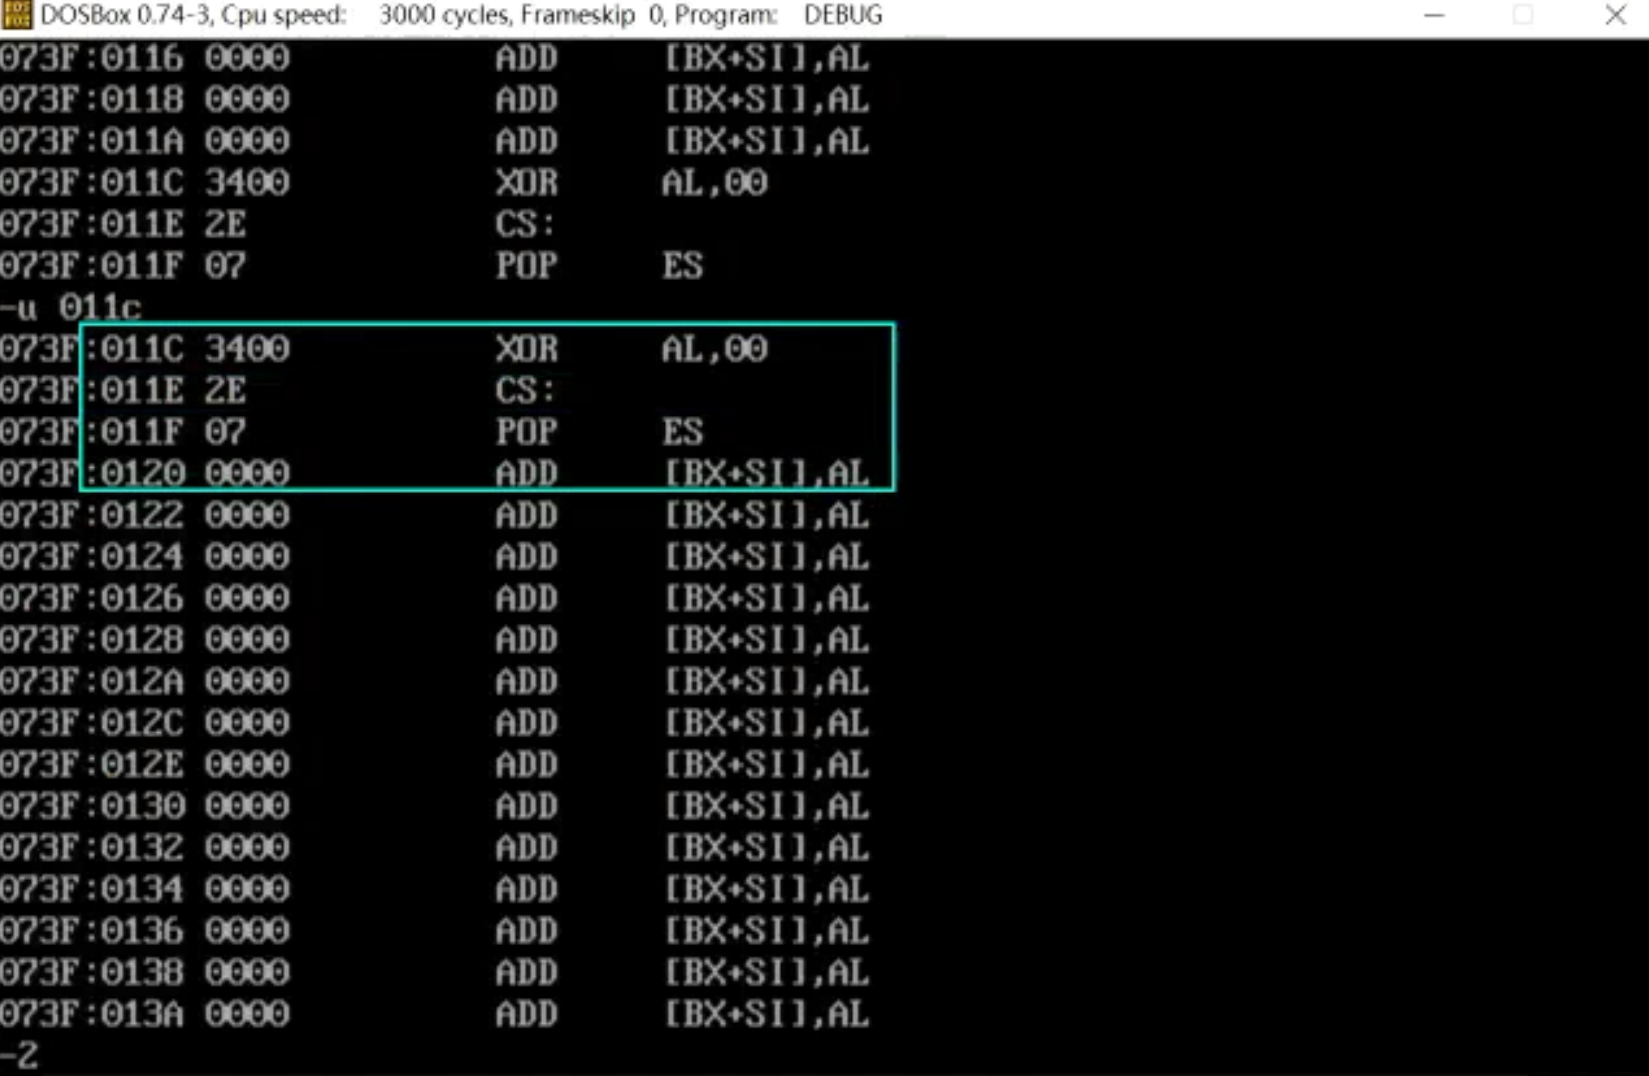 DOSBox 0.74-3, Cpu speed: 3000 cycles, Frameskip 0, Program: DEBUG
073F:0116 0000 ADD [BX+SI],AL
073F:0118 0000 ADD [BX+SI],AL
073F:011A 0000 ADD [BX+SI],AL
073F:011C 3400 XOR AL,00
073F:011E 2E CS:
073F:011F 07 POP ES
-u 011c
073F:011C 3400 XOR AL,00
073F:011E 2E CS:
073F:011F 07 POP ES
073F:0120 0000 ADD [BX+SI],AL
073F:0122 0000 ADD [BX+SI],AL
073F:0124 0000 ADD [BX+SI],AL
073F:0126 0000 ADD [BX+SI],AL
073F:0128 0000 ADD [BX+SI],AL
073F:012A 0000 ADD [BX+SI],AL
073F:012C 0000 ADD [BX+SI],AL
073F:012E 0000 ADD [BX+SI],AL
073F:0130 0000 ADD [BX+SI],AL
073F:0132 0000 ADD [BX+SI],AL
073F:0134 0000 ADD [BX+SI],AL
073F:0136 0000 ADD [BX+SI],AL
073F:0138 0000 ADD [BX+SI],AL
073F:013A 0000 ADD [BX+SI],AL
-2